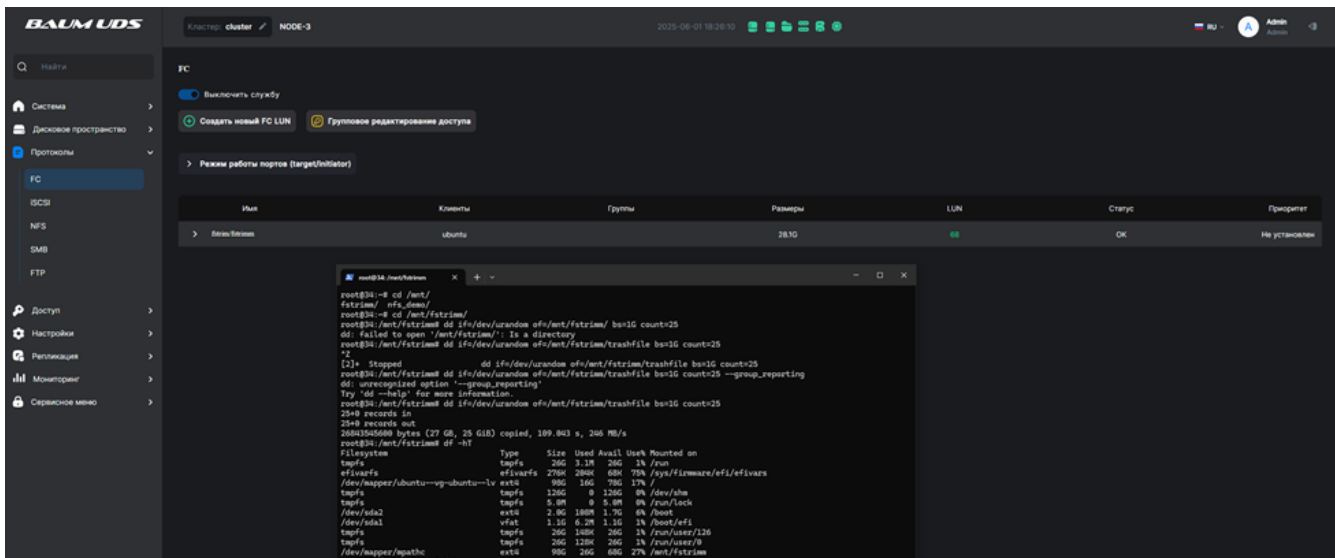 BAUM UDS
Кластер: cluster
NODE-3
2025-06-01 18:26:10
RU
A
Admin
Admin
Найти
Система
Дисковое пространство
Протоколы
FC
iSCSI
NFS
SMB
FTP
Доступ
Настройки
Репликация
Мониторинг
Сервисное меню
FC
Выключить службу
Создать новый FC LUN
Групповое редактирование доступа
Режим работы портов (target/initiator)
Имя Клиенты Группы Размеры LUN Статус Приоритет
fstrim/fstrimm ubuntu 28.1G 68 OK Не установлен
root@34: /mnt/fstrimm
root@34:~# cd /mnt/
fstrimm/ nfs_demo/
root@34:~# cd /mnt/fstrimm/
root@34:/mnt/fstrimm# dd if=/dev/urandom of=/mnt/fstrimm/ bs=1G count=25
dd: failed to open '/mnt/fstrimm/': Is a directory
root@34:/mnt/fstrimm# dd if=/dev/urandom of=/mnt/fstrimm/trashfile bs=1G count=25
^Z
[2]+ Stopped dd if=/dev/urandom of=/mnt/fstrimm/trashfile bs=1G count=25
root@34:/mnt/fstrimm# dd if=/dev/urandom of=/mnt/fstrimm/trashfile bs=1G count=25 --group_reporting
dd: unrecognized option '--group_reporting'
Try 'dd --help' for more information.
root@34:/mnt/fstrimm# dd if=/dev/urandom of=/mnt/fstrimm/trashfile bs=1G count=25
25+0 records in
25+0 records out
26843545600 bytes (27 GB, 25 GiB) copied, 109.043 s, 246 MB/s
root@34:/mnt/fstrimm# df -hT
Filesystem Type Size Used Avail Use% Mounted on
tmpfs tmpfs 26G 3.1M 26G 1% /run
efivarfs efivarfs 276K 204K 68K 75% /sys/firmware/efi/efivars
/dev/mapper/ubuntu--vg-ubuntu--lv ext4 98G 16G 78G 17% /
tmpfs tmpfs 126G 0 126G 0% /dev/shm
tmpfs tmpfs 5.0M 0 5.0M 0% /run/lock
/dev/sda2 ext4 2.0G 108M 1.7G 6% /boot
/dev/sda1 vfat 1.1G 6.2M 1.1G 1% /boot/efi
tmpfs tmpfs 26G 148K 26G 1% /run/user/126
tmpfs tmpfs 26G 128K 26G 1% /run/user/0
/dev/mapper/mpathc ext4 98G 26G 68G 27% /mnt/fstrimm